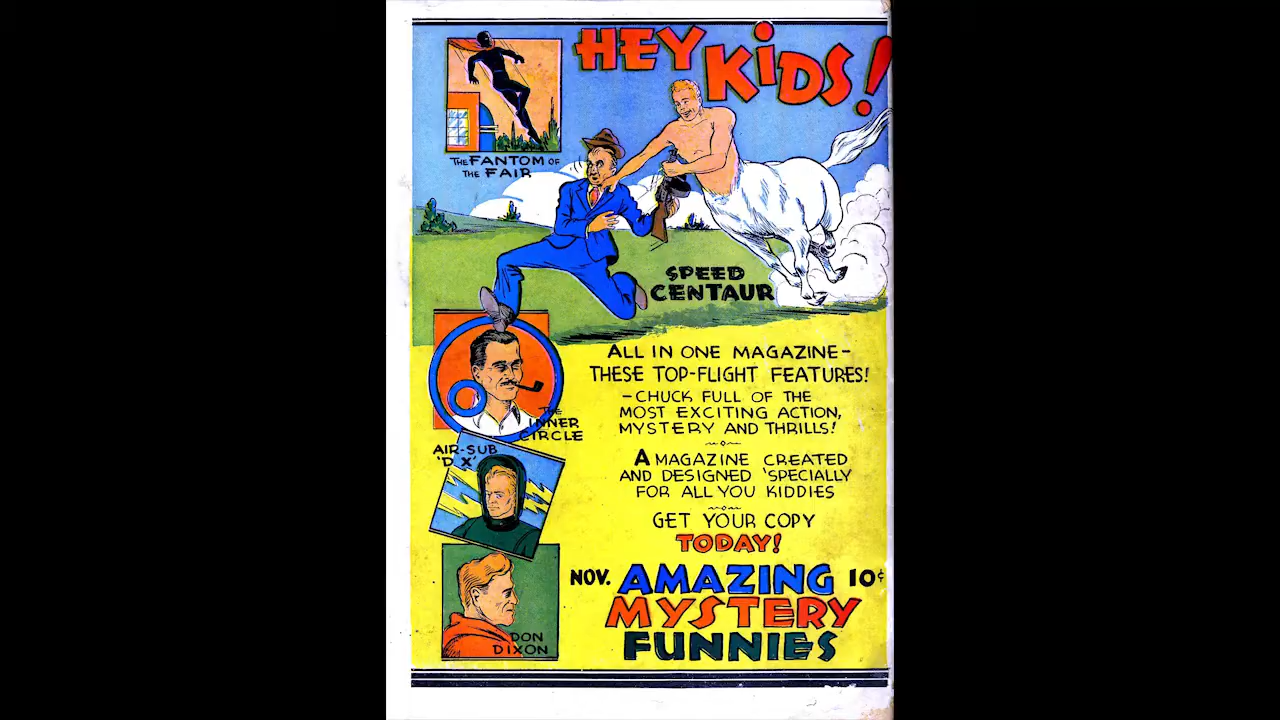 HEY KIDS!
THE FANTOM OF
THE FAIR
SPEED
CENTAUR
THE
INNER
CIRCLE
AIR-SUB
'DX'
DON
DIXON
ALL IN ONE MAGAZINE-
THESE TOP-FLIGHT FEATURES!
-CHUCK FULL OF THE
MOST EXCITING ACTION,
MYSTERY AND THRILLS!
A MAGAZINE CREATED
AND DESIGNED 'SPECIALLY
FOR ALL YOU KIDDIES
GET YOUR COPY
TODAY!
NOV. AMAZING 10¢
MYSTERY
FUNNIES